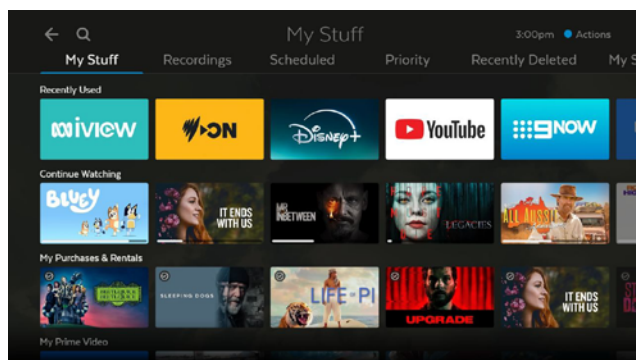 My Stuff
3:00pm Actions
My Stuff Recordings Scheduled Priority Recently Deleted My S
Recently Used
iview
ON
Disney+
YouTube
9NOW
Continue Watching
BLUEY
IT ENDS
WITH US
MR
INBETWEEN
LEGACIES
ALL AUSSIE
My Purchases & Rentals
SLEEPING DOGS
LIFE OF PI
UPGRADE
IT ENDS
WITH US
My Prime Video